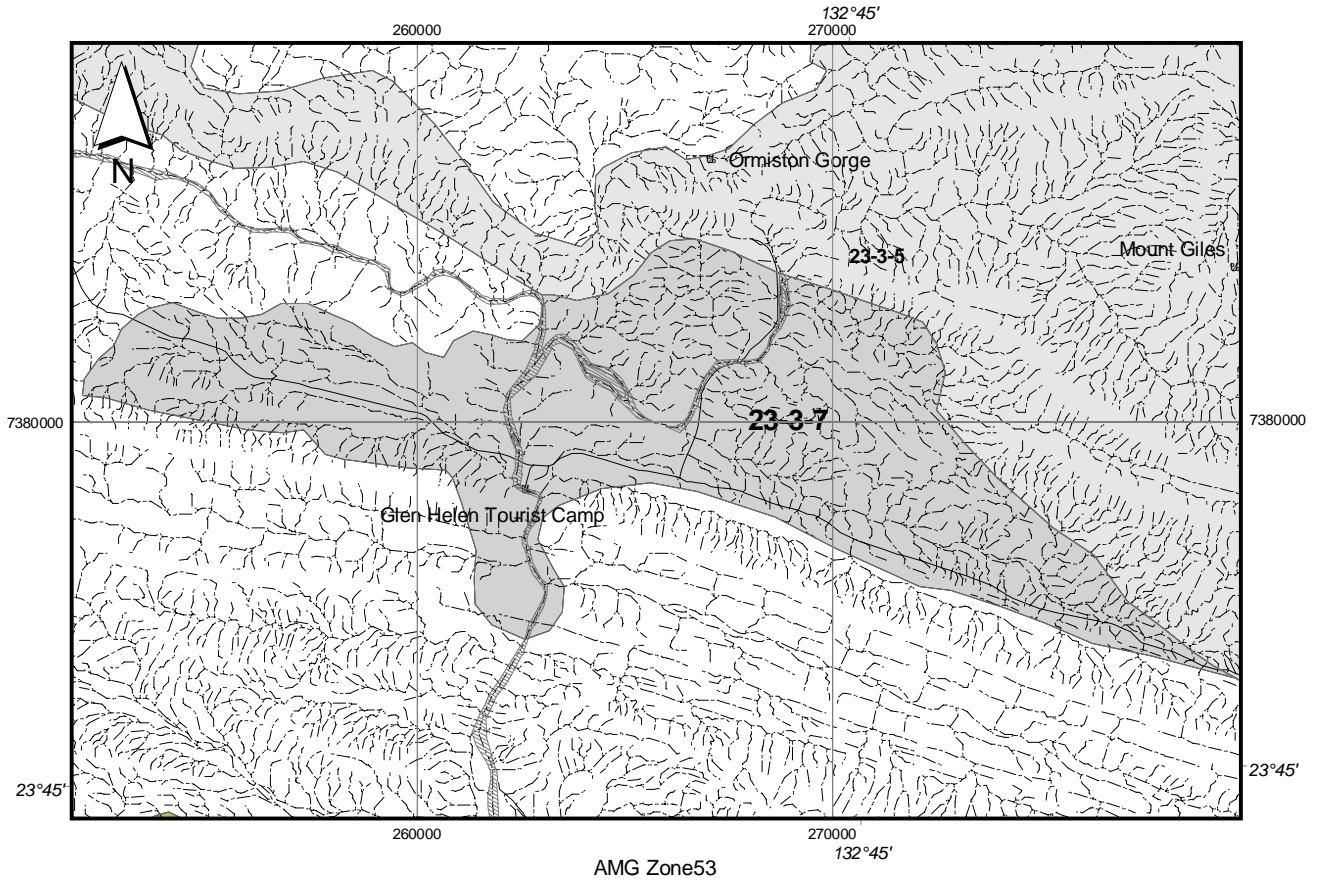 132°45'
260000
270000
N
Ormiston Gorge
23-3-5
Mount Giles
7380000
23-3-7
7380000
Glen Helen Tourist Camp
23°45'
23°45'
260000
270000
132°45'
AMG Zone53